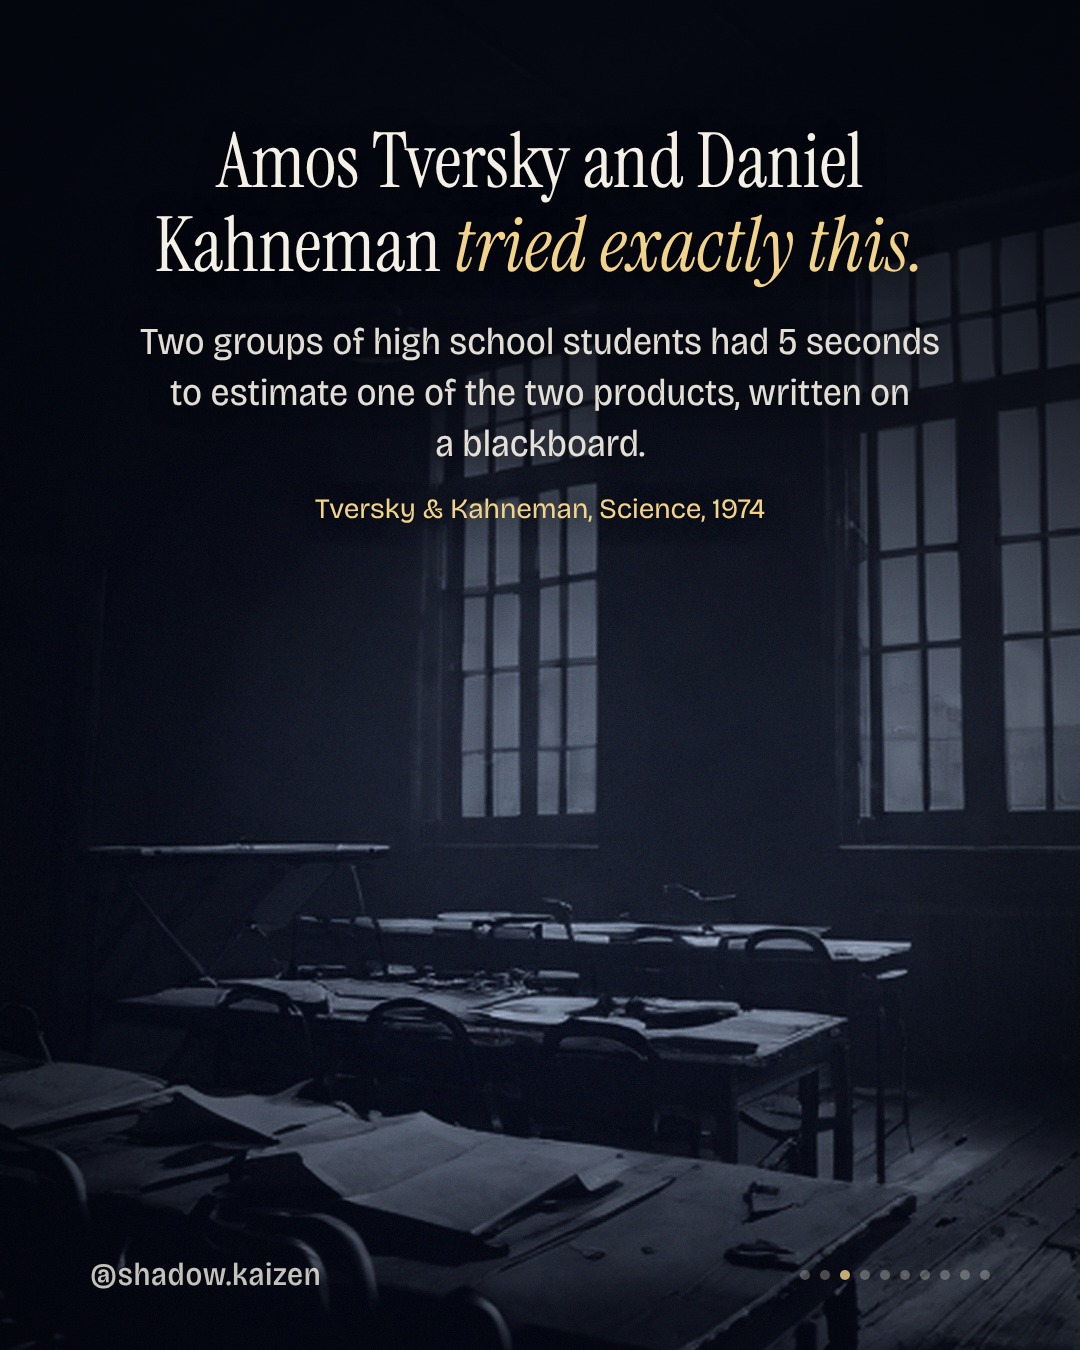 Amos Tversky and Daniel
Kahneman tried exactly this.
Two groups of high school students had 5 seconds
to estimate one of the two products, written on
a blackboard.
Tversky & Kahneman, Science, 1974
@shadow.kaizen